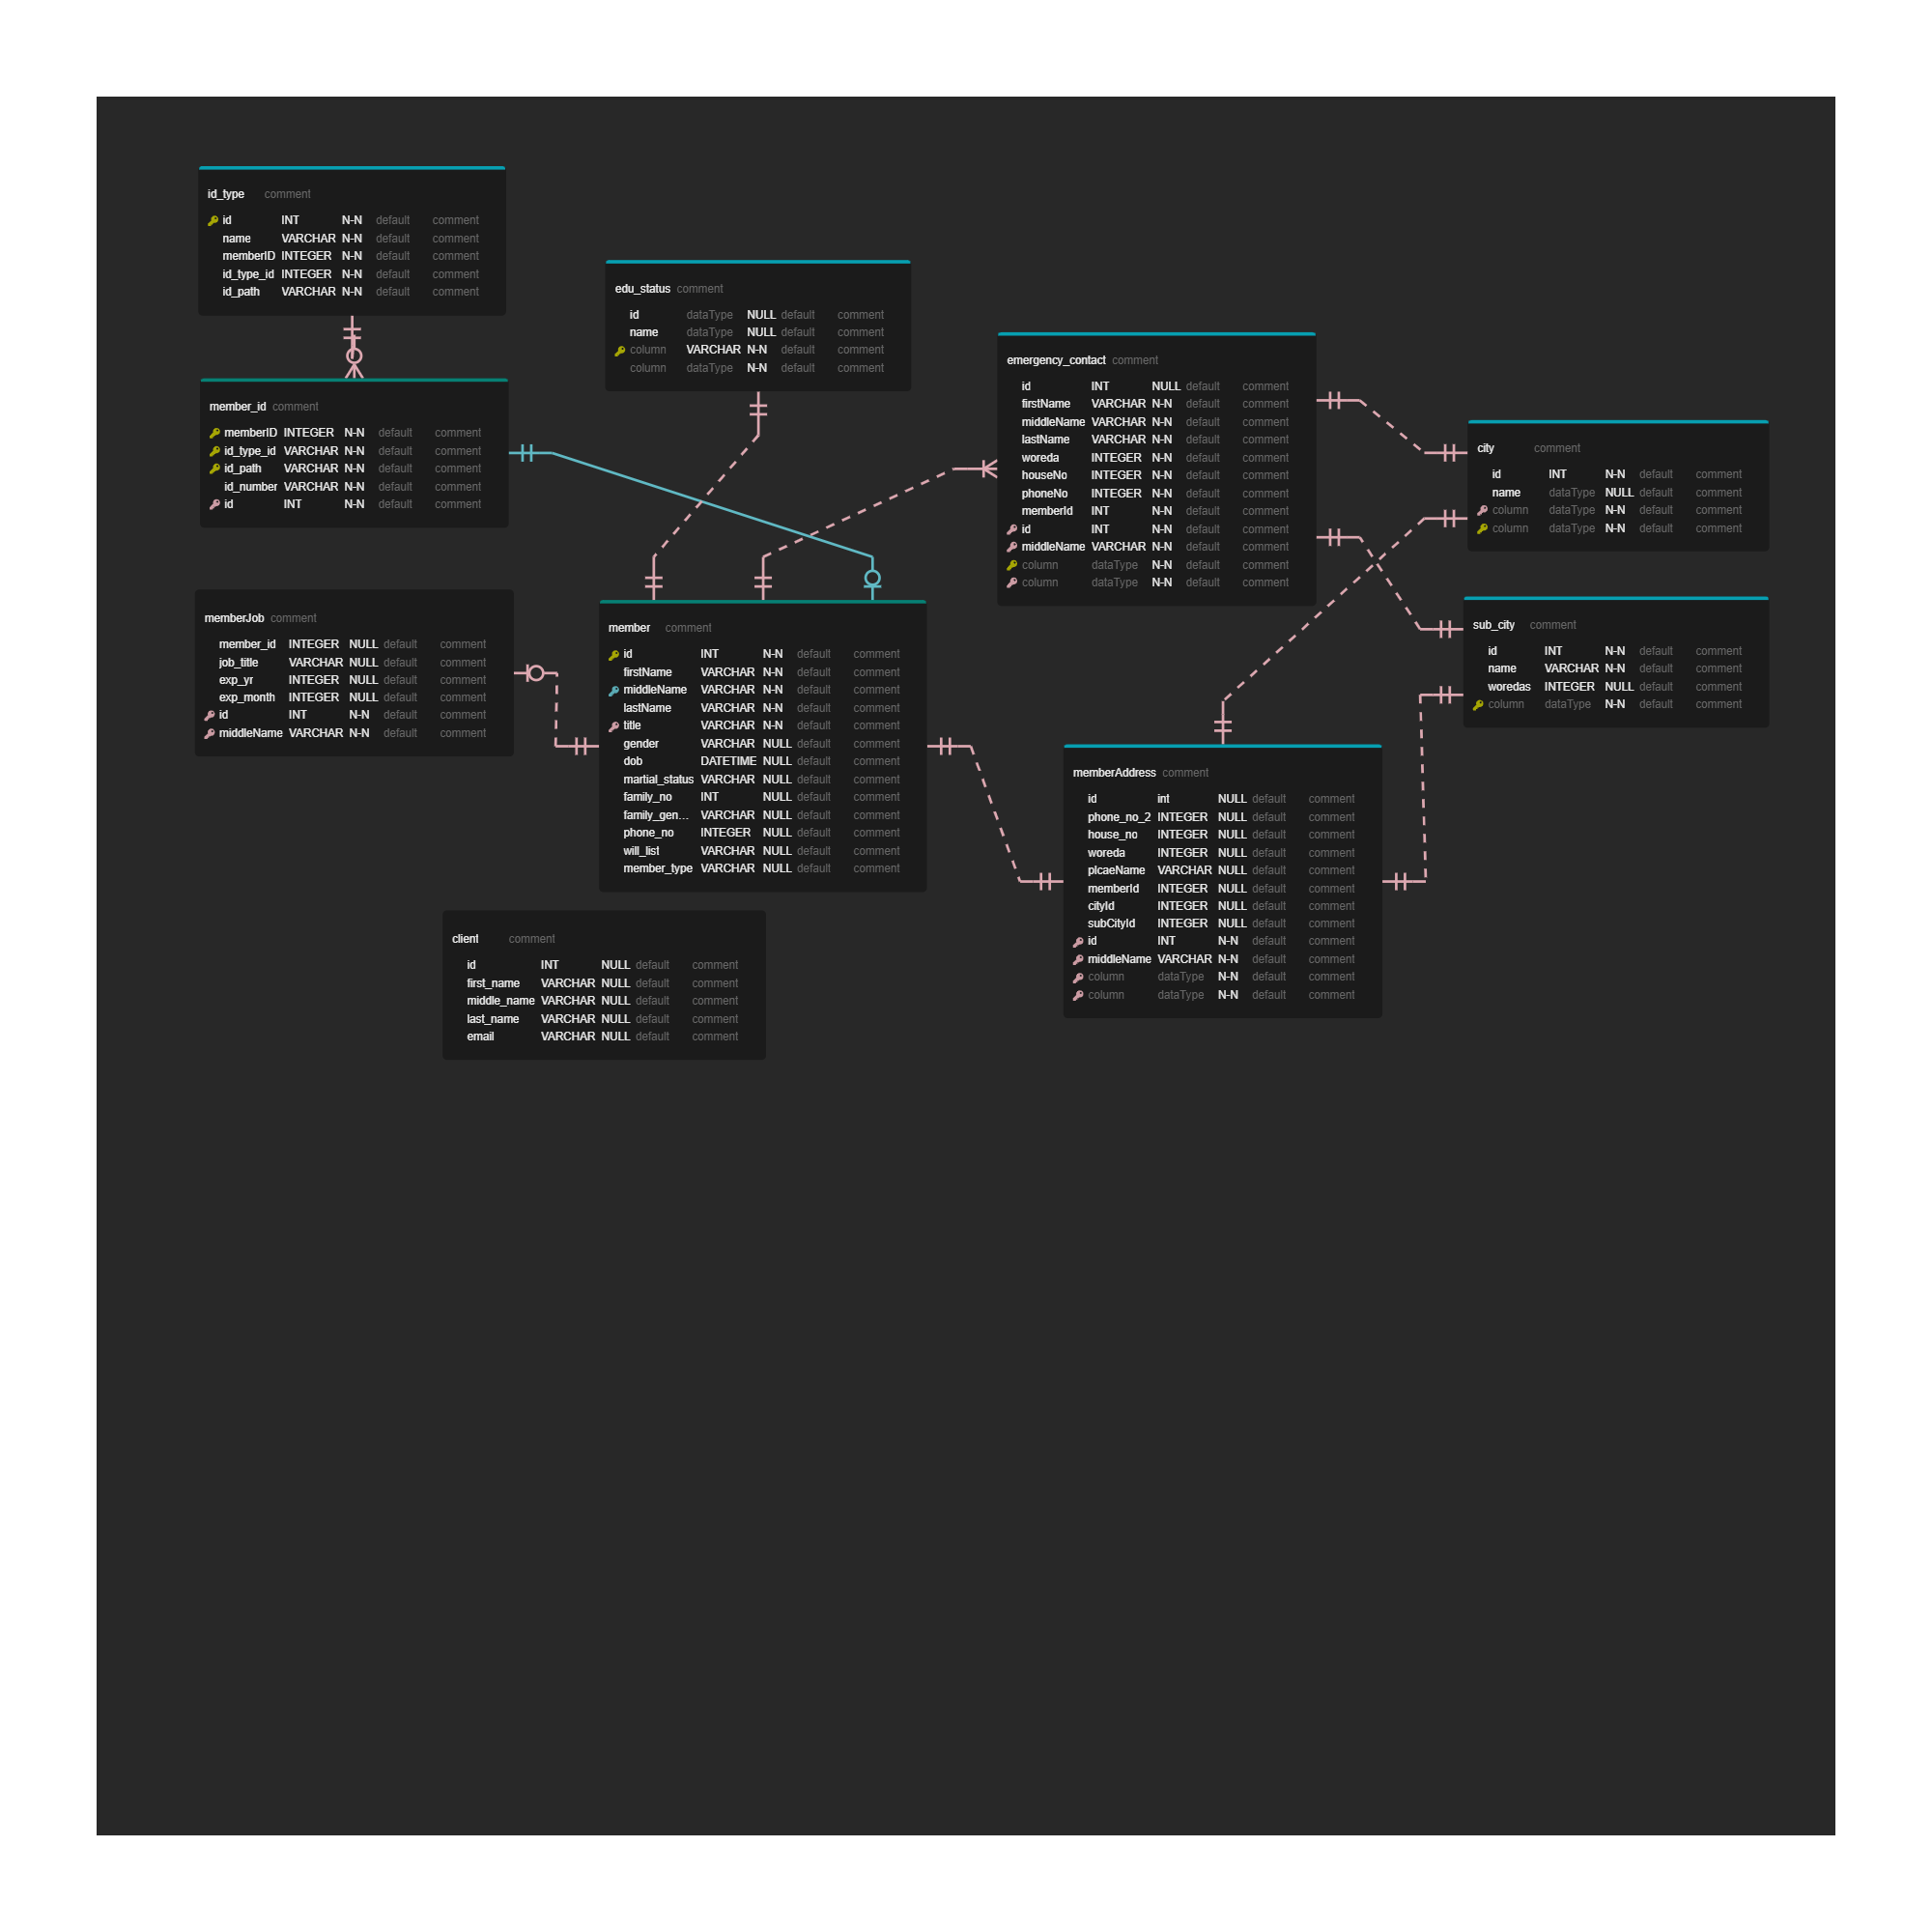 id_type comment
id INT N-N default comment
name VARCHAR N-N default comment
memberID INTEGER N-N default comment
id_type_id INTEGER N-N default comment
id_path VARCHAR N-N default comment
member_id comment
memberID INTEGER N-N default comment
id_type_id VARCHAR N-N default comment
id_path VARCHAR N-N default comment
id_number VARCHAR N-N default comment
id INT N-N default comment
edu_status comment
id dataType NULL default comment
name dataType NULL default comment
column VARCHAR N-N default comment
column dataType N-N default comment
emergency_contact comment
id INT NULL default comment
firstName VARCHAR N-N default comment
middleName VARCHAR N-N default comment
lastName VARCHAR N-N default comment
woreda INTEGER N-N default comment
houseNo INTEGER N-N default comment
phoneNo INTEGER N-N default comment
memberId INT N-N default comment
id INT N-N default comment
middleName VARCHAR N-N default comment
column dataType N-N default comment
column dataType N-N default comment
city comment
id INT N-N default comment
name dataType NULL default comment
column dataType N-N default comment
column dataType N-N default comment
sub_city comment
id INT N-N default comment
name VARCHAR N-N default comment
woredas INTEGER NULL default comment
column dataType N-N default comment
memberJob comment
member_id INTEGER NULL default comment
job_title VARCHAR NULL default comment
exp_yr INTEGER NULL default comment
exp_month INTEGER NULL default comment
id INT N-N default comment
middleName VARCHAR N-N default comment
member comment
id INT N-N default comment
firstName VARCHAR N-N default comment
middleName VARCHAR N-N default comment
lastName VARCHAR N-N default comment
title VARCHAR N-N default comment
gender VARCHAR NULL default comment
dob DATETIME NULL default comment
martial_status VARCHAR NULL default comment
family_no INT NULL default comment
family_gen... VARCHAR NULL default comment
phone_no INTEGER NULL default comment
will_list VARCHAR NULL default comment
member_type VARCHAR NULL default comment
memberAddress comment
id int NULL default comment
phone_no_2 INTEGER NULL default comment
house_no INTEGER NULL default comment
woreda INTEGER NULL default comment
plcaeName VARCHAR NULL default comment
memberId INTEGER NULL default comment
cityId INTEGER NULL default comment
subCityId INTEGER NULL default comment
id INT N-N default comment
middleName VARCHAR N-N default comment
column dataType N-N default comment
column dataType N-N default comment
client comment
id INT NULL default comment
first_name VARCHAR NULL default comment
middle_name VARCHAR NULL default comment
last_name VARCHAR NULL default comment
email VARCHAR NULL default comment